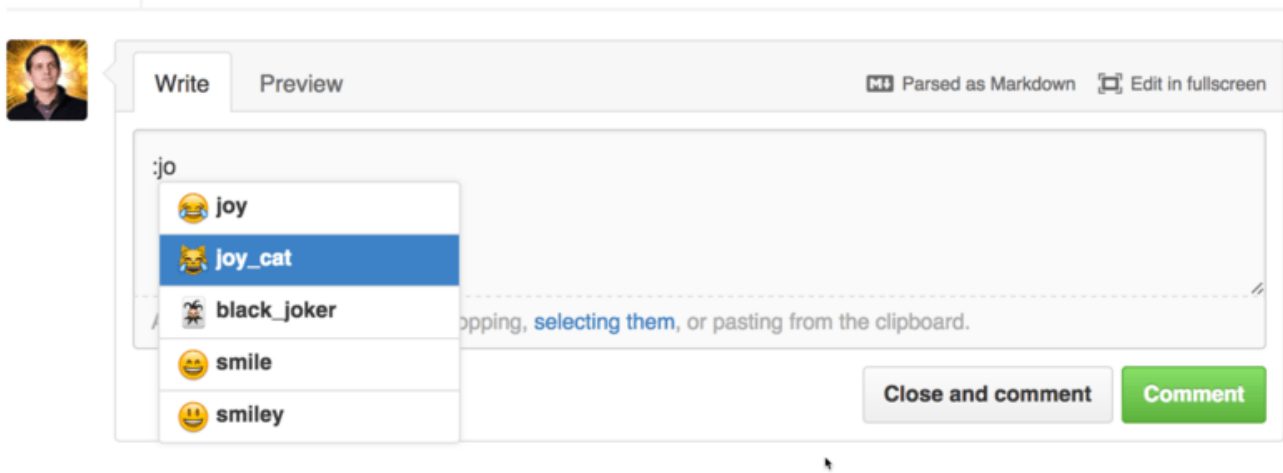 Write Preview Parsed as Markdown Edit in fullscreen
:jo
joy
joy_cat
black_joker
smile
smiley
opping, selecting them, or pasting from the clipboard.
Close and comment Comment